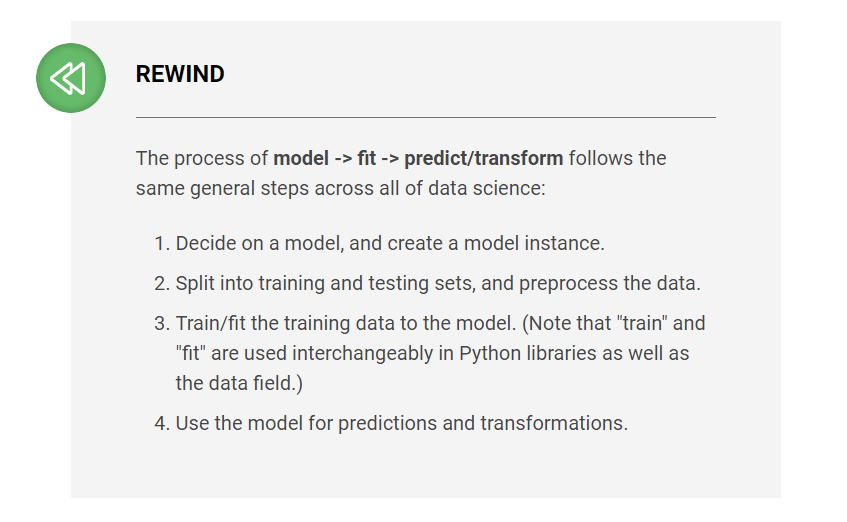 REWIND
The process of model -> fit -> predict/transform follows the
same general steps across all of data science:
1. Decide on a model, and create a model instance.
2. Split into training and testing sets, and preprocess the data.
3. Train/fit the training data to the model. (Note that "train" and
"fit" are used interchangeably in Python libraries as well as
the data field.)
4. Use the model for predictions and transformations.